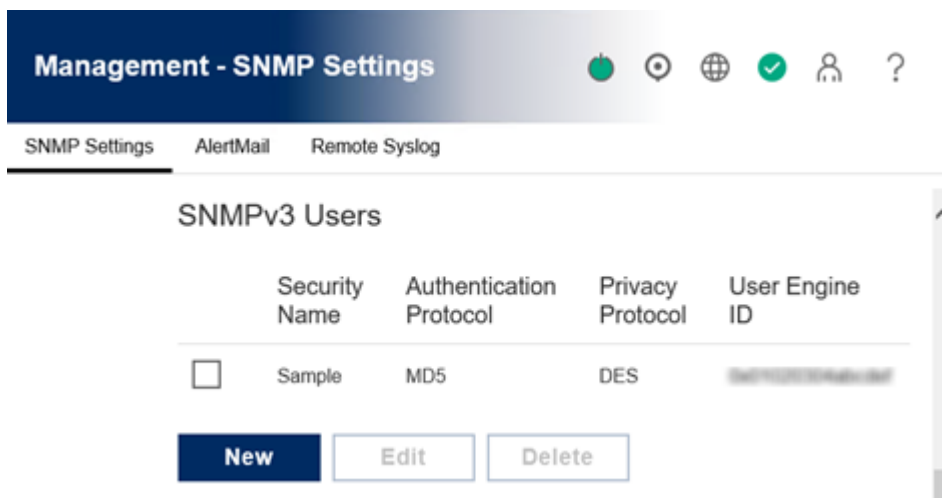 Management - SNMP Settings
?
SNMP Settings AlertMail Remote Syslog
SNMPv3 Users
Security Name Authentication Protocol Privacy Protocol User Engine ID
Sample MD5 DES
New Edit Delete